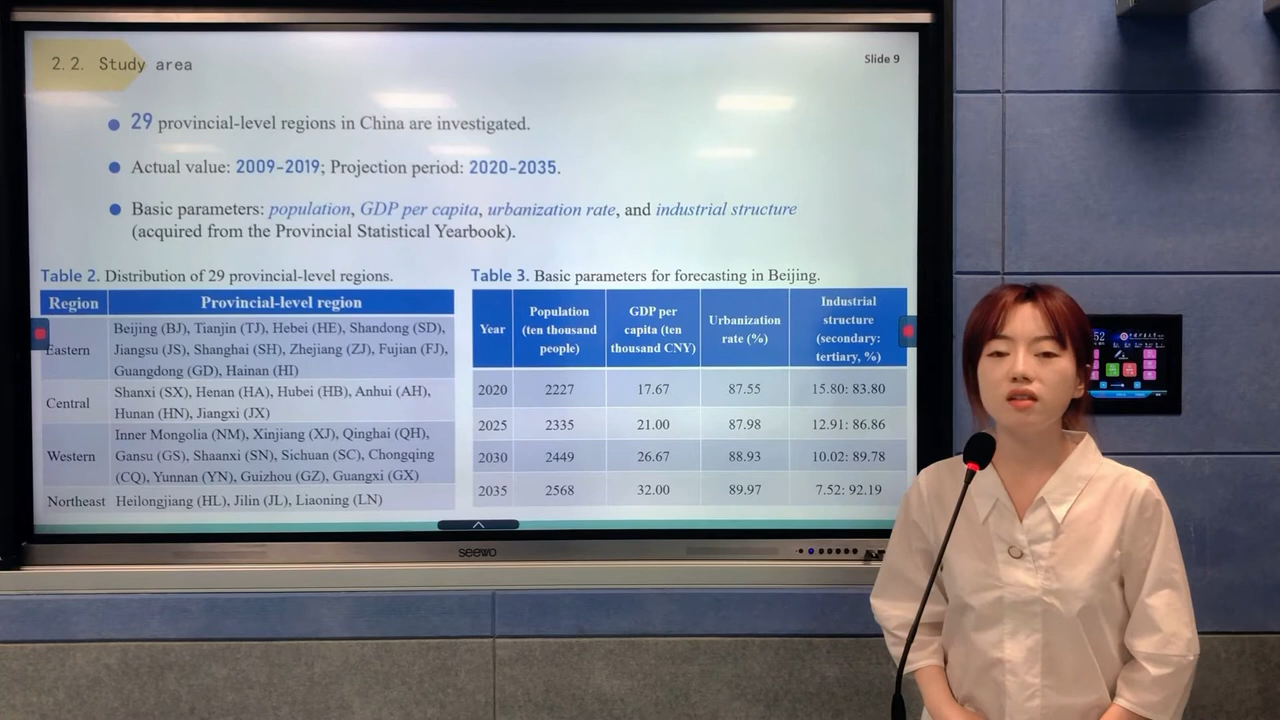 2.2. Study area
Slide 9
29 provincial-level regions in China are investigated.
Actual value: 2009-2019; Projection period: 2020-2035.
Basic parameters: population, GDP per capita, urbanization rate, and industrial structure
(acquired from the Provincial Statistical Yearbook).
Table 2. Distribution of 29 provincial-level regions.
Region Provincial-level region
Eastern
Beijing (BJ), Tianjin (TJ), Hebei (HE), Shandong (SD),
Jiangsu (JS), Shanghai (SH), Zhejiang (ZJ), Fujian (FJ),
Guangdong (GD), Hainan (HI)
Central
Shanxi (SX), Henan (HA), Hubei (HB), Anhui (AH),
Hunan (HN), Jiangxi (JX)
Western
Inner Mongolia (NM), Xinjiang (XJ), Qinghai (QH),
Gansu (GS), Shaanxi (SN), Sichuan (SC), Chongqing
(CQ), Yunnan (YN), Guizhou (GZ), Guangxi (GX)
Northeast Heilongjiang (HL), Jilin (JL), Liaoning (LN)
Table 3. Basic parameters for forecasting in Beijing.
Year
Population
(ten thousand
people)
GDP per
capita (ten
thousand CNY)
Urbanization
rate (%)
Industrial
structure
(secondary:
tertiary, %)
2020 2227 17.67 87.55 15.80: 83.80
2025 2335 21.00 87.98 12.91: 86.86
2030 2449 26.67 88.93 10.02: 89.78
2035 2568 32.00 89.97 7.52: 92.19
seewo
52